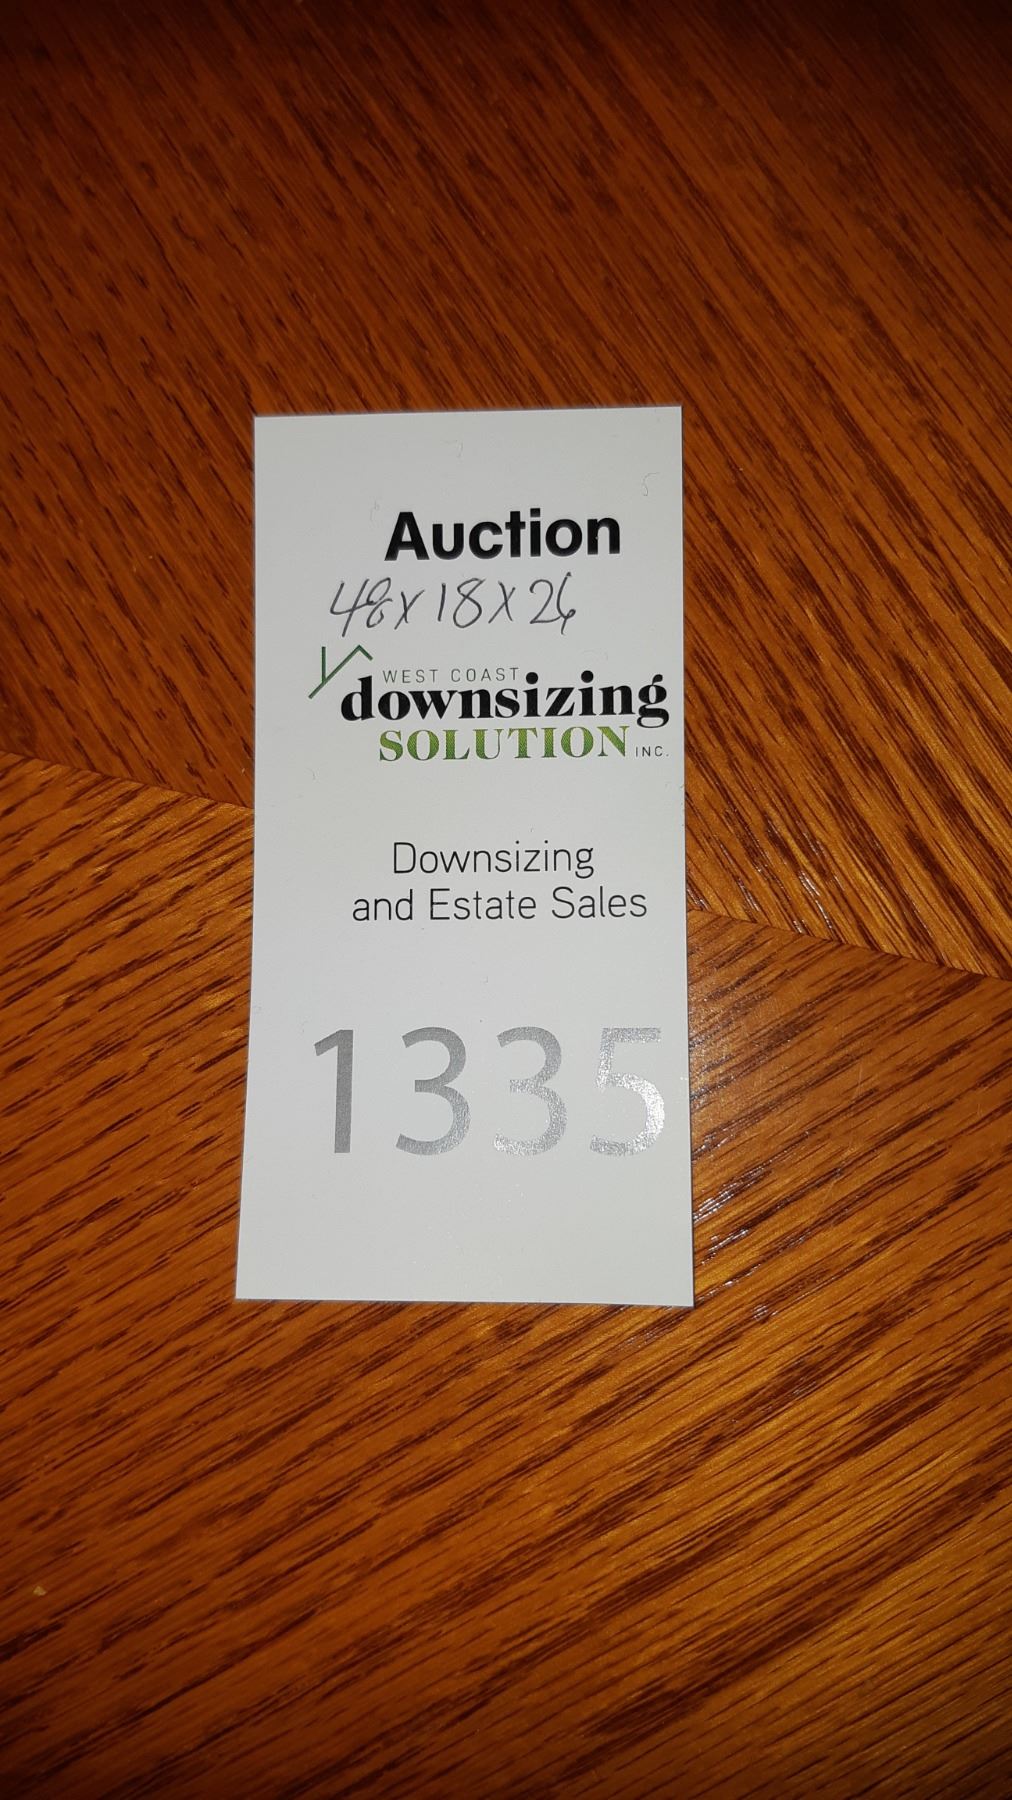 Auction
48x18x26
WEST COAST
downsizing
SOLUTION INC.
Downsizing
and Estate Sales
1335